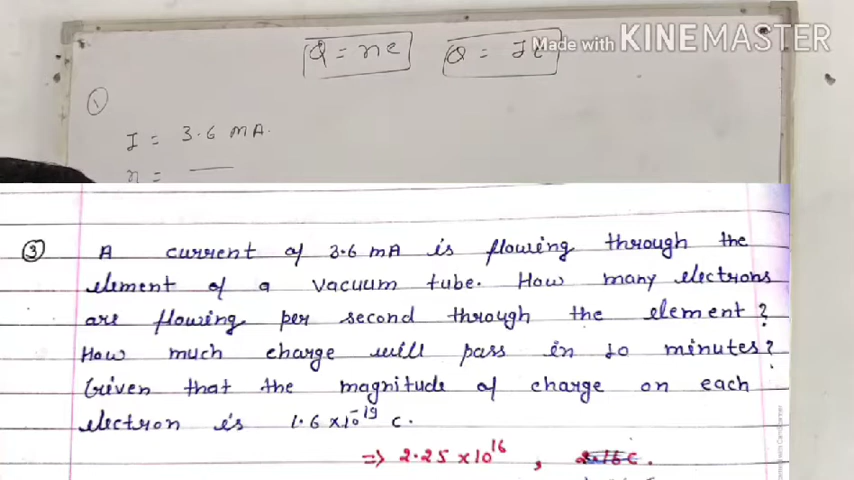 Q = ne
Q = It
Made with KINEMASTER
1
I = 3.6 mA.
n =
3 A current of 3.6 mA is flowing through the
element of a vacuum tube. How many electrons
are flowing per second through the element?
How much charge will pass in 10 minutes?
Given that the magnitude of charge on each
electron is 1.6 × 10⁻¹⁹ c.
⇒ 2.25 × 10¹⁶ , 2.16 C.